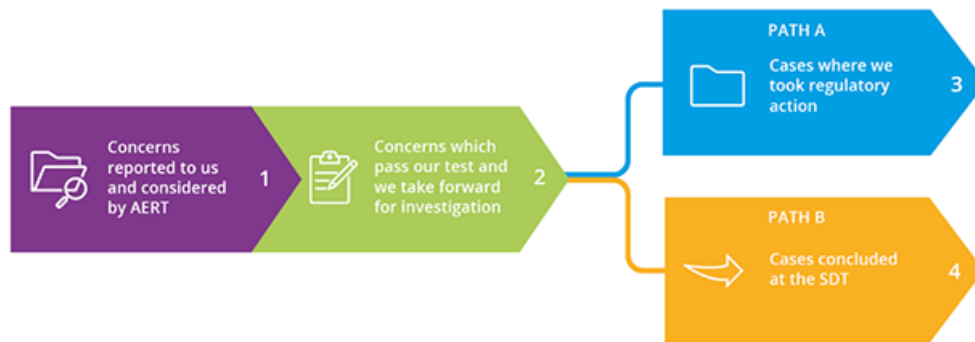 Concerns
reported to us
and considered
by AERT
1
Concerns which
pass our test and
we take forward
for investigation
2
PATH A
Cases where we
took regulatory
action
3
PATH B
Cases concluded
at the SDT
4